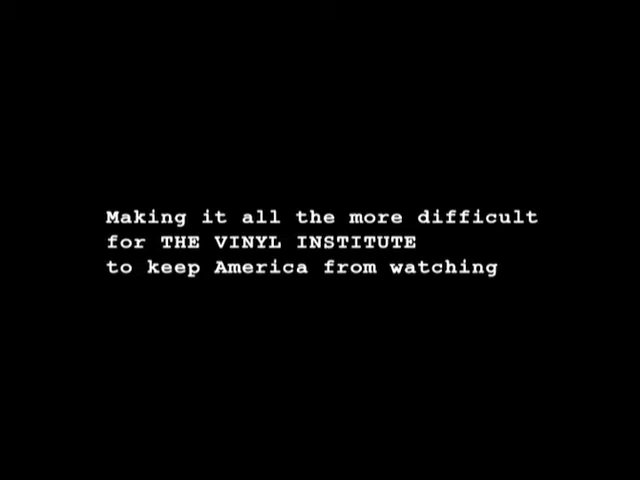 Making it all the more difficult
for THE VINYL INSTITUTE
to keep America from watching